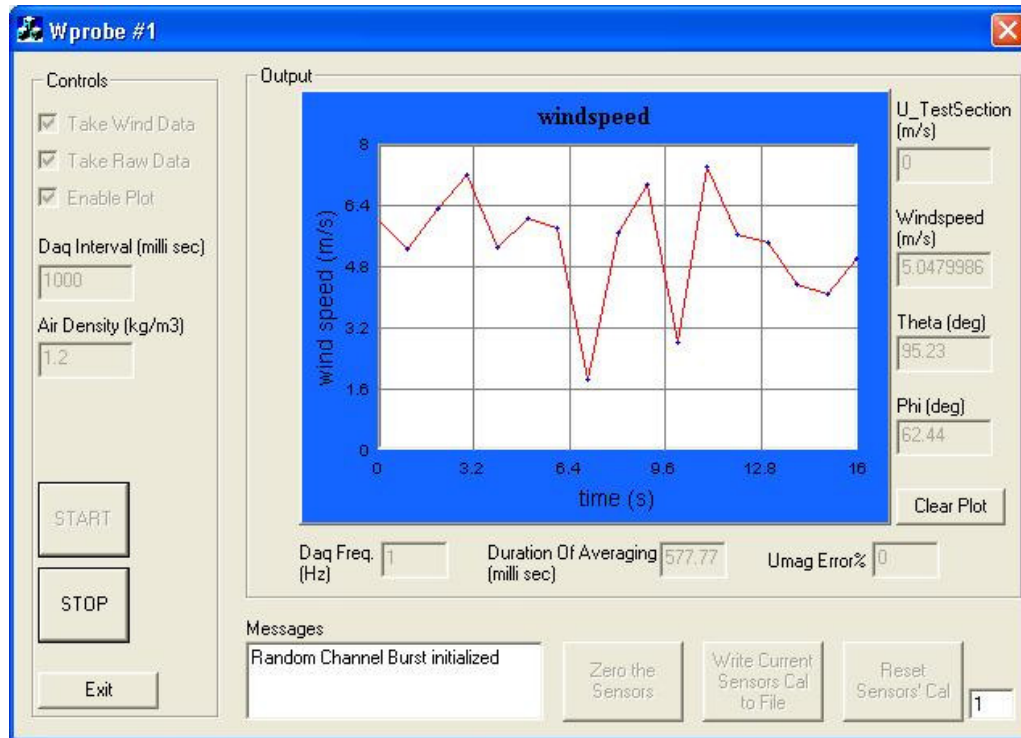 Wprobe #1
Controls
Take Wind Data
Take Raw Data
Enable Plot
Daq Interval (milli sec)
1000
Air Density (kg/m3)
1.2
START
STOP
Exit
Output
windspeed
wind speed (m/s)
8
6.4
4.8
3.2
1.6
0
0 3.2 6.4 9.6 12.8 16
time (s)
U_TestSection
(m/s)
0
Windspeed
(m/s)
5.0479986
Theta (deg)
95.23
Phi (deg)
62.44
Clear Plot
Daq Freq.
(Hz)
1
Duration Of Averaging
(milli sec)
577.77
Umag Error%
0
Messages
Random Channel Burst initialized
Zero the
Sensors
Write Current
Sensors Cal
to File
Reset
Sensors' Cal
1